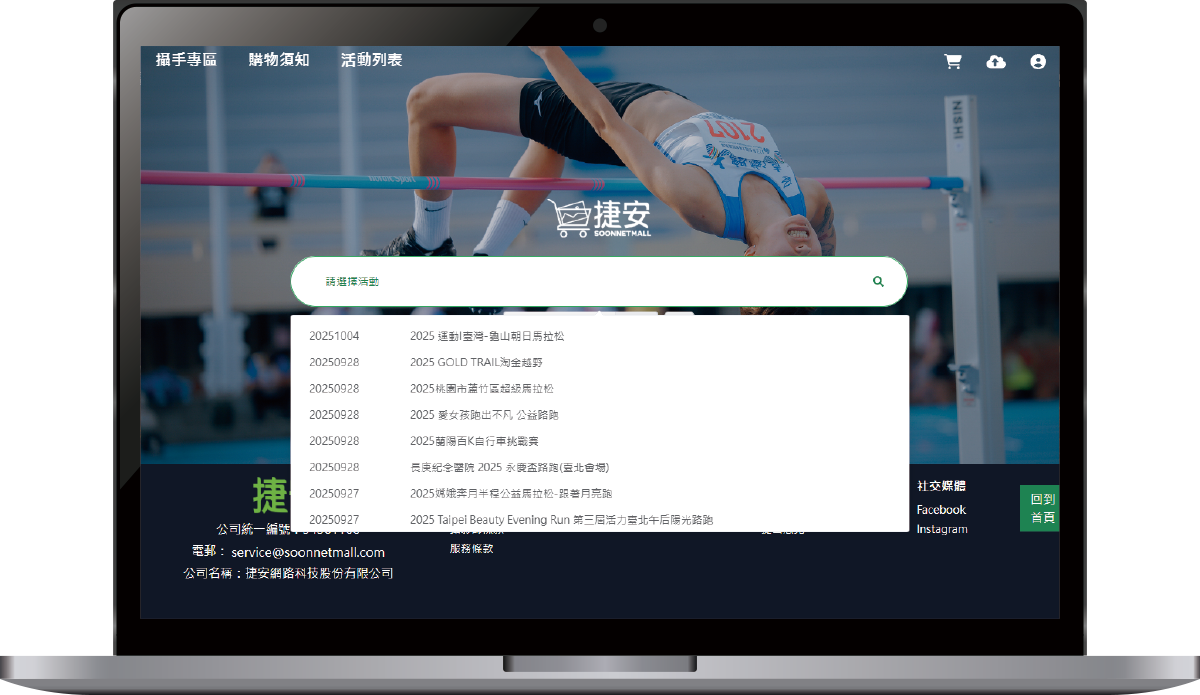 攝手專區 購物須知 活動列表
NISHI
2107
Nordic Sport
捷安
SOONNETMALL
請選擇活動
20251004 2025 運動i臺灣-龜山朝日馬拉松
20250928 2025 GOLD TRAIL淘金越野
20250928 2025桃園市蘆竹區超級馬拉松
20250928 2025 愛女孩跑出不凡 公益路跑
20250928 2025蘭陽百K自行車挑戰賽
20250928 長庚紀念醫院 2025 永慶盃路跑(臺北會場)
20250927 2025嫦娥奔月半程公益馬拉松-跟著月亮跑
20250927 2025 Taipei Beauty Evening Run 第三屆活力臺北午后陽光路跑
捷
公司統一編號
電郵： service@soonnetmall.com
公司名稱：捷安網路科技股份有限公司
服務條款
社交媒體
Facebook
Instagram
回到
首頁